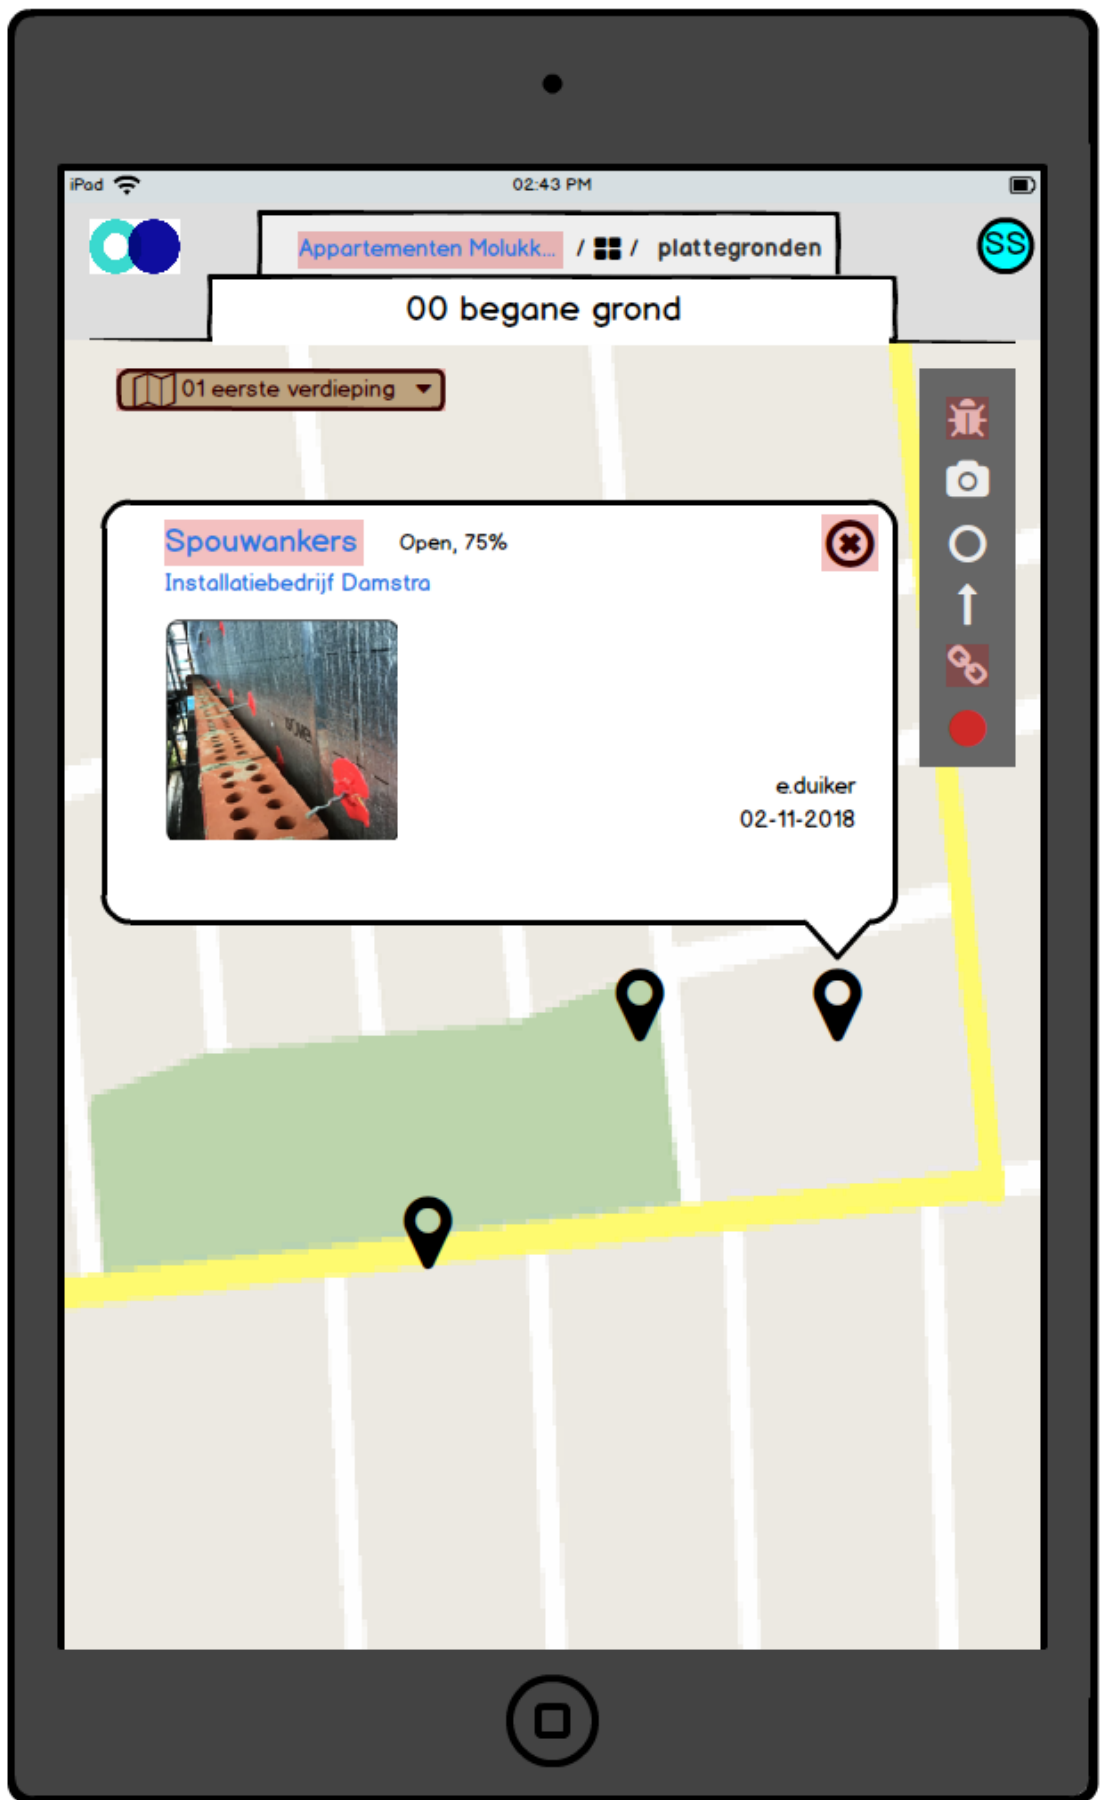 iPad 02:43 PM
Appartementen Molukk... / / plattegronden
SS
00 begane grond
01 eerste verdieping
Spouwankers Open, 75%
Installatiebedrijf Damstra
e.duiker
02-11-2018